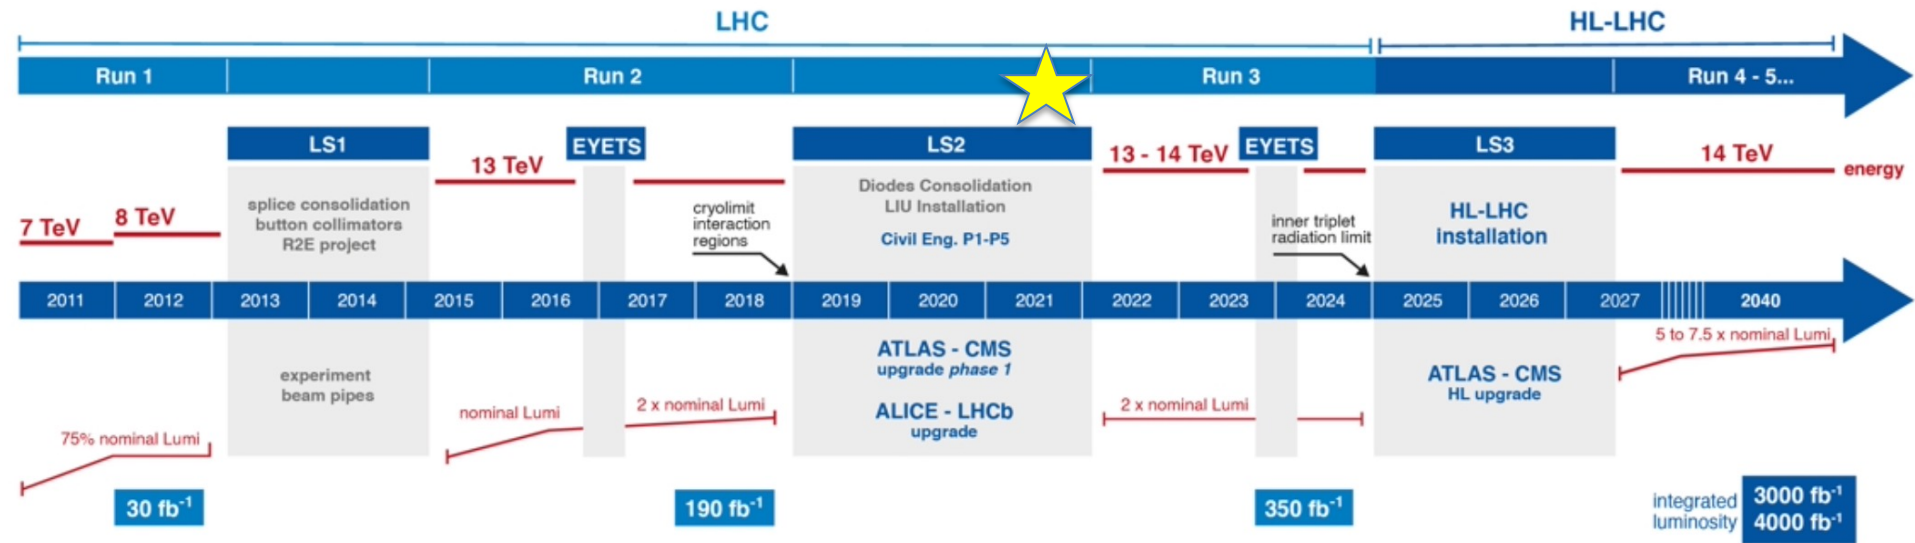 LHC
HL-LHC
Run 1
Run 2
Run 3
Run 4 - 5...
LS1
EYETS
LS2
EYETS
LS3
7 TeV
8 TeV
13 TeV
13 - 14 TeV
14 TeV
energy
splice consolidation
button collimators
R2E project
cryolimit
interaction
regions
Diodes Consolidation
LIU Installation
Civil Eng. P1-P5
inner triplet
radiation limit
HL-LHC
installation
2011
2012
2013
2014
2015
2016
2017
2018
2019
2020
2021
2022
2023
2024
2025
2026
2027
2040
75% nominal Lumi
experiment
beam pipes
nominal Lumi
2 x nominal Lumi
ATLAS - CMS
upgrade phase 1
ALICE - LHCb
upgrade
2 x nominal Lumi
ATLAS - CMS
HL upgrade
5 to 7.5 x nominal Lumi
30 fb⁻¹
190 fb⁻¹
350 fb⁻¹
integrated
luminosity
3000 fb⁻¹
4000 fb⁻¹